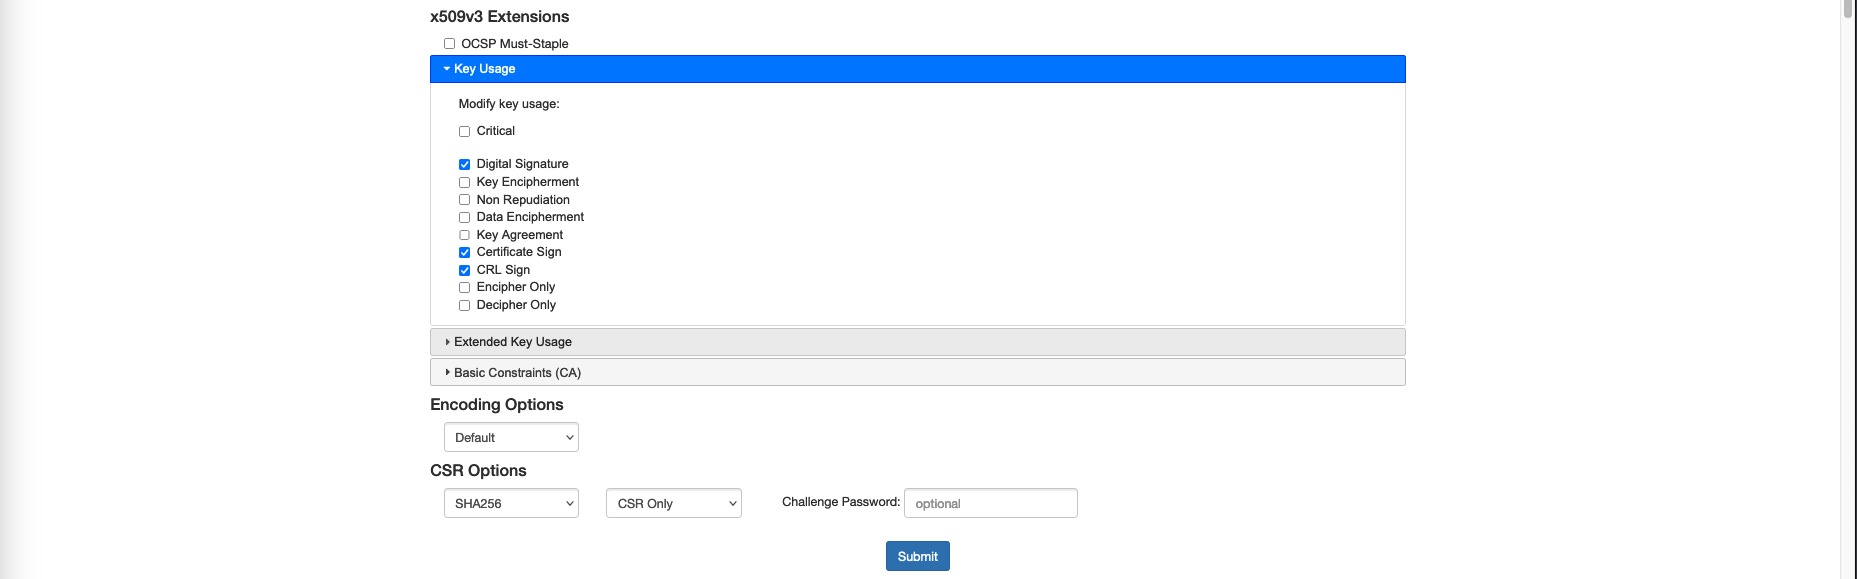 x509v3 Extensions
OCSP Must-Staple
Key Usage
Modify key usage:
Critical
Digital Signature
Key Encipherment
Non Repudiation
Data Encipherment
Key Agreement
Certificate Sign
CRL Sign
Encipher Only
Decipher Only
Extended Key Usage
Basic Constraints (CA)
Encoding Options
Default
CSR Options
SHA256 CSR Only Challenge Password: optional
Submit